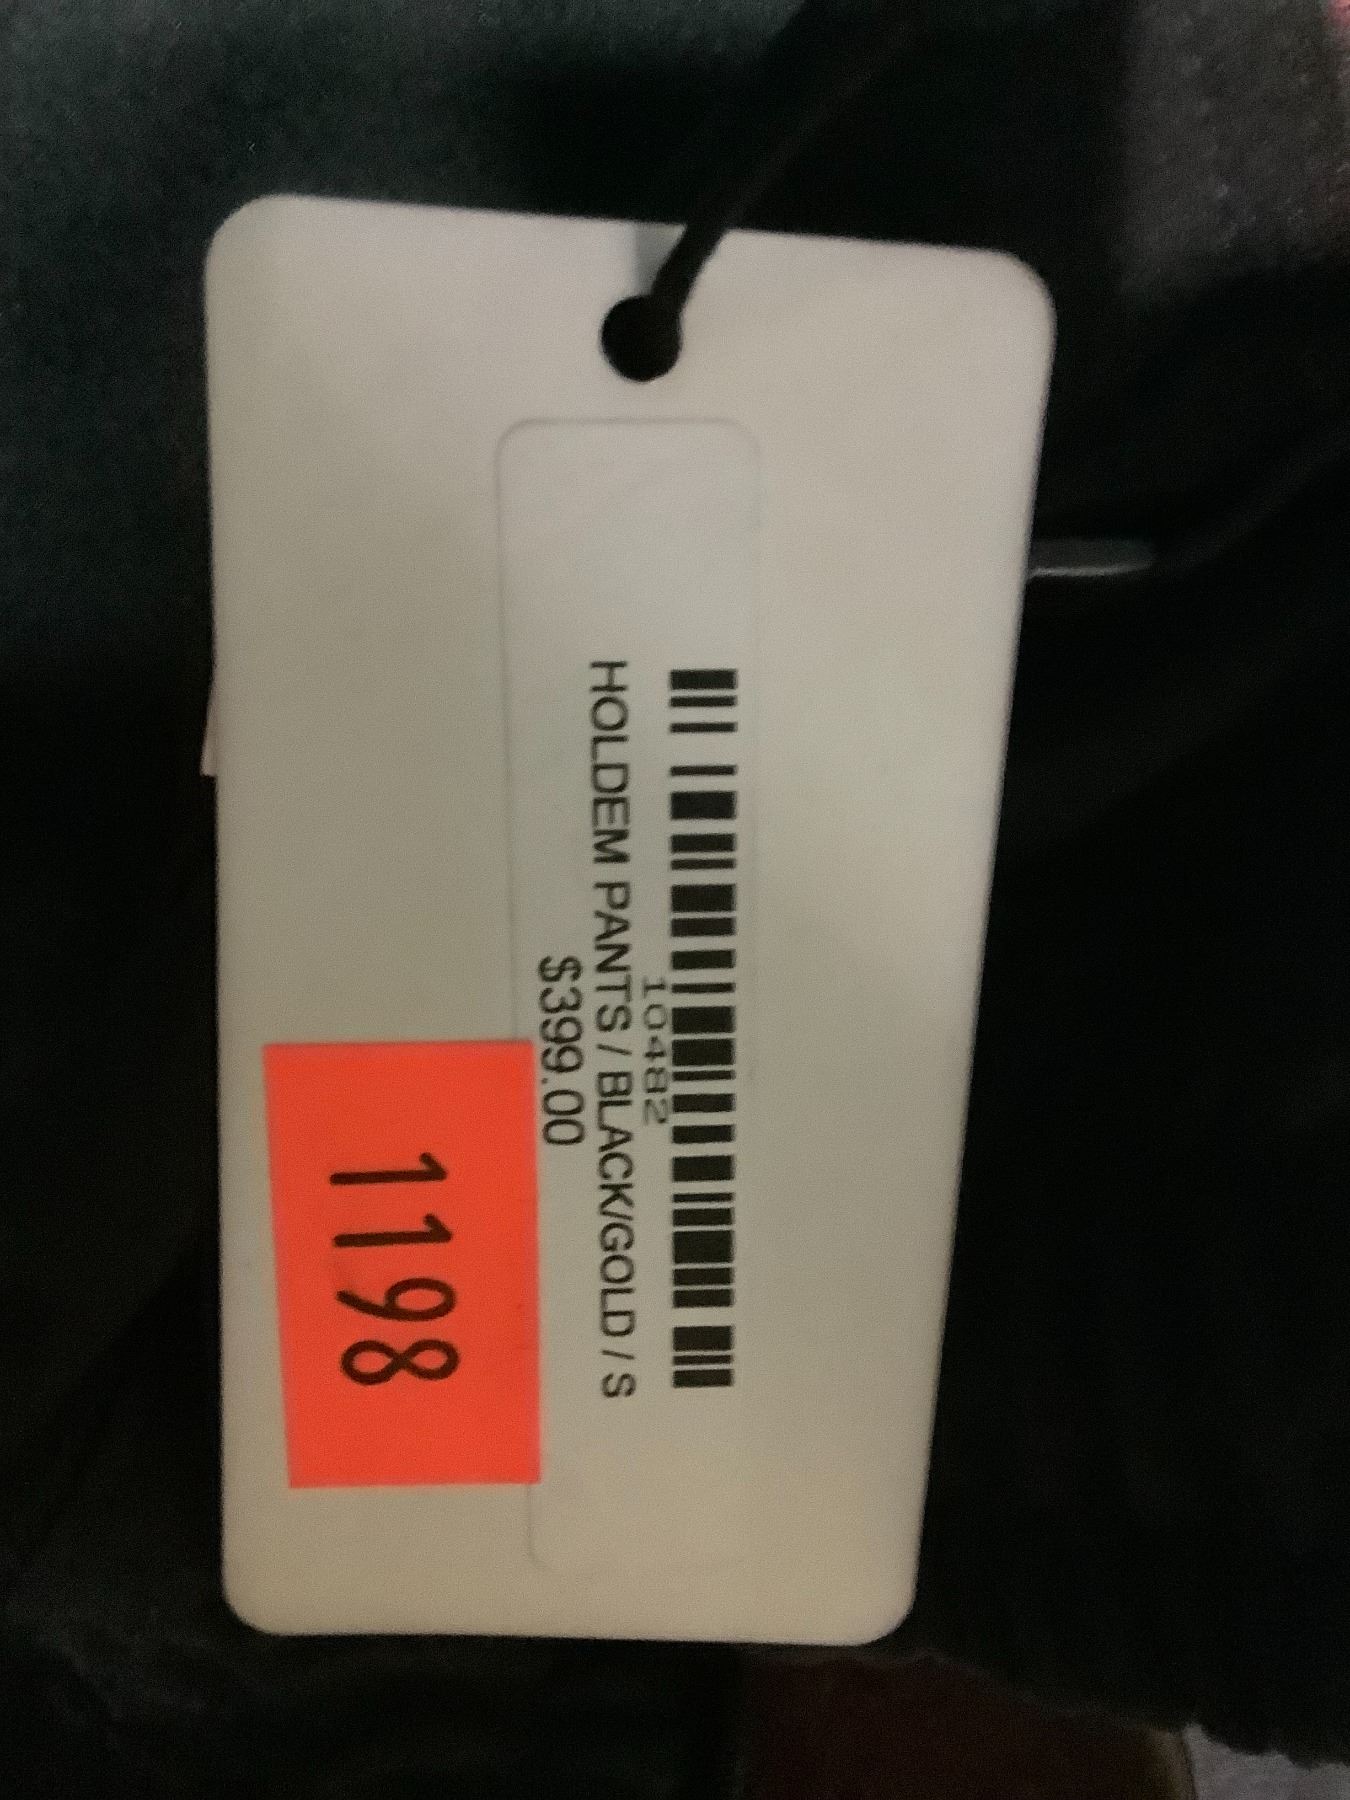 10482
HOLDEM PANTS / BLACK/GOLD / S
$399.00
1198